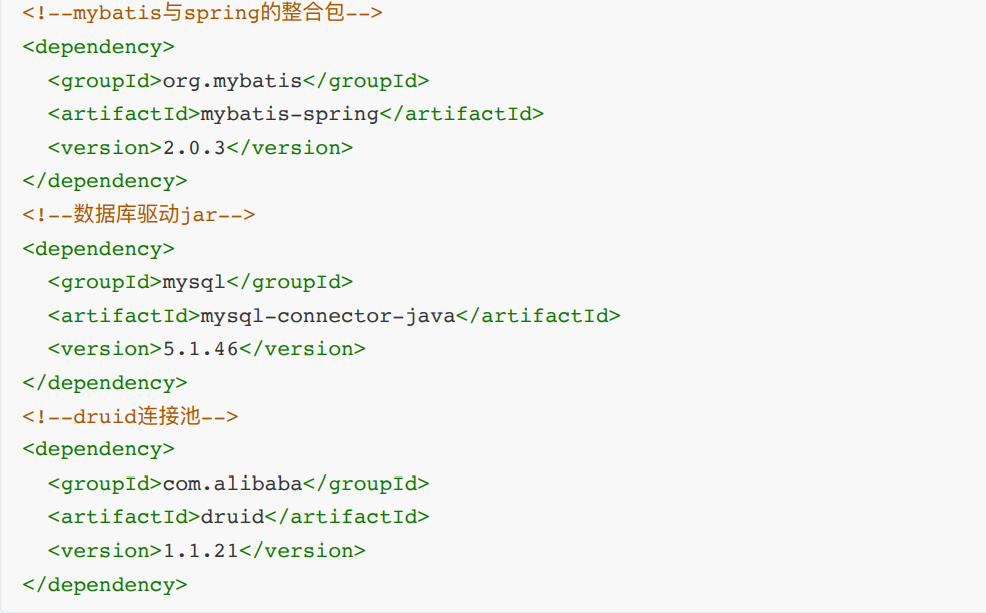 <!--mybatis与spring的整合包-->
<dependency>
  <groupId>org.mybatis</groupId>
  <artifactId>mybatis-spring</artifactId>
  <version>2.0.3</version>
</dependency>
<!--数据库驱动jar-->
<dependency>
  <groupId>mysql</groupId>
  <artifactId>mysql-connector-java</artifactId>
  <version>5.1.46</version>
</dependency>
<!--druid连接池-->
<dependency>
  <groupId>com.alibaba</groupId>
  <artifactId>druid</artifactId>
  <version>1.1.21</version>
</dependency>